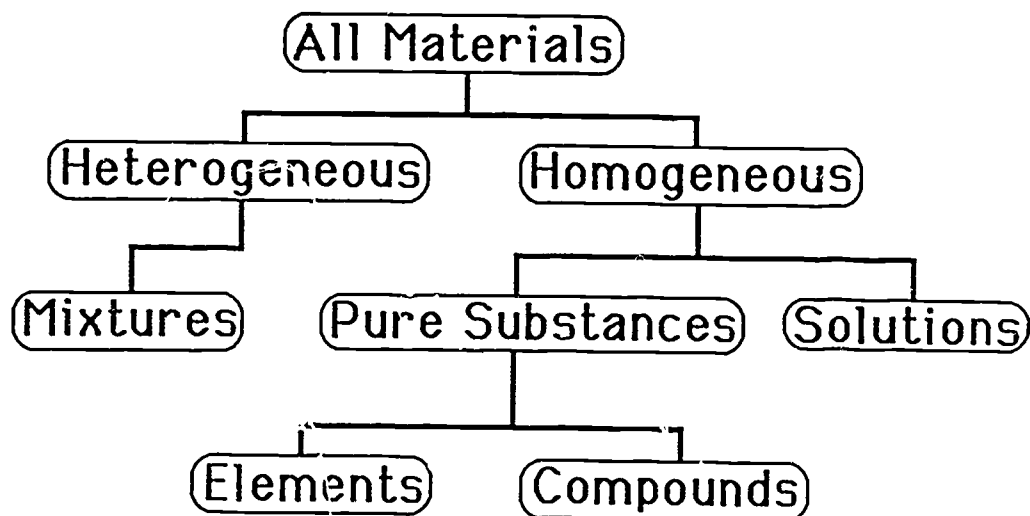 All Materials
Heterogeneous
Homogeneous
Mixtures
Pure Substances
Solutions
Elements
Compounds